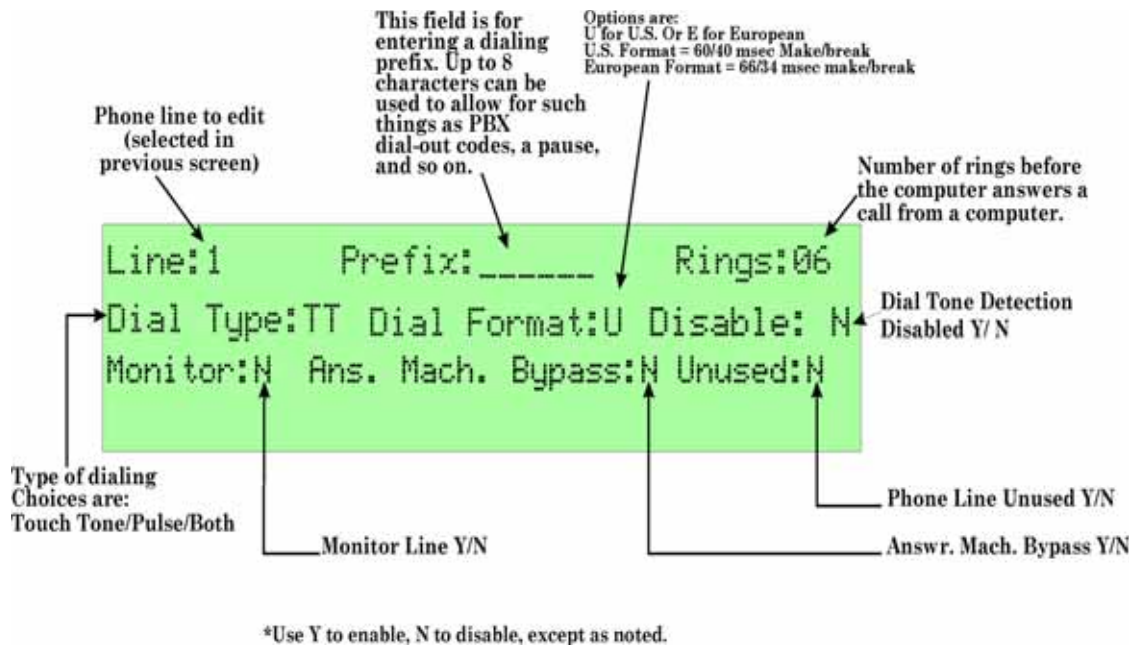 This field is for
entering a dialing
prefix. Up to 8
characters can be
used to allow for such
things as PBX
dial-out codes, a pause,
and so on.
Options are:
U for U.S. Or E for European
U.S. Format = 60/40 msec Make/break
European Format = 66/34 msec make/break
Phone line to edit
(selected in
previous screen)
Number of rings before
the computer answers a
call from a computer.
Line:1 Prefix:______ Rings:06
Dial Type:TT Dial Format:U Disable: N
Monitor:N Ans. Mach. Bypass:N Unused:N
Dial Tone Detection
Disabled Y/ N
Type of dialing
Choices are:
Touch Tone/Pulse/Both
Monitor Line Y/N
Phone Line Unused Y/N
Answr. Mach. Bypass Y/N
*Use Y to enable, N to disable, except as noted.